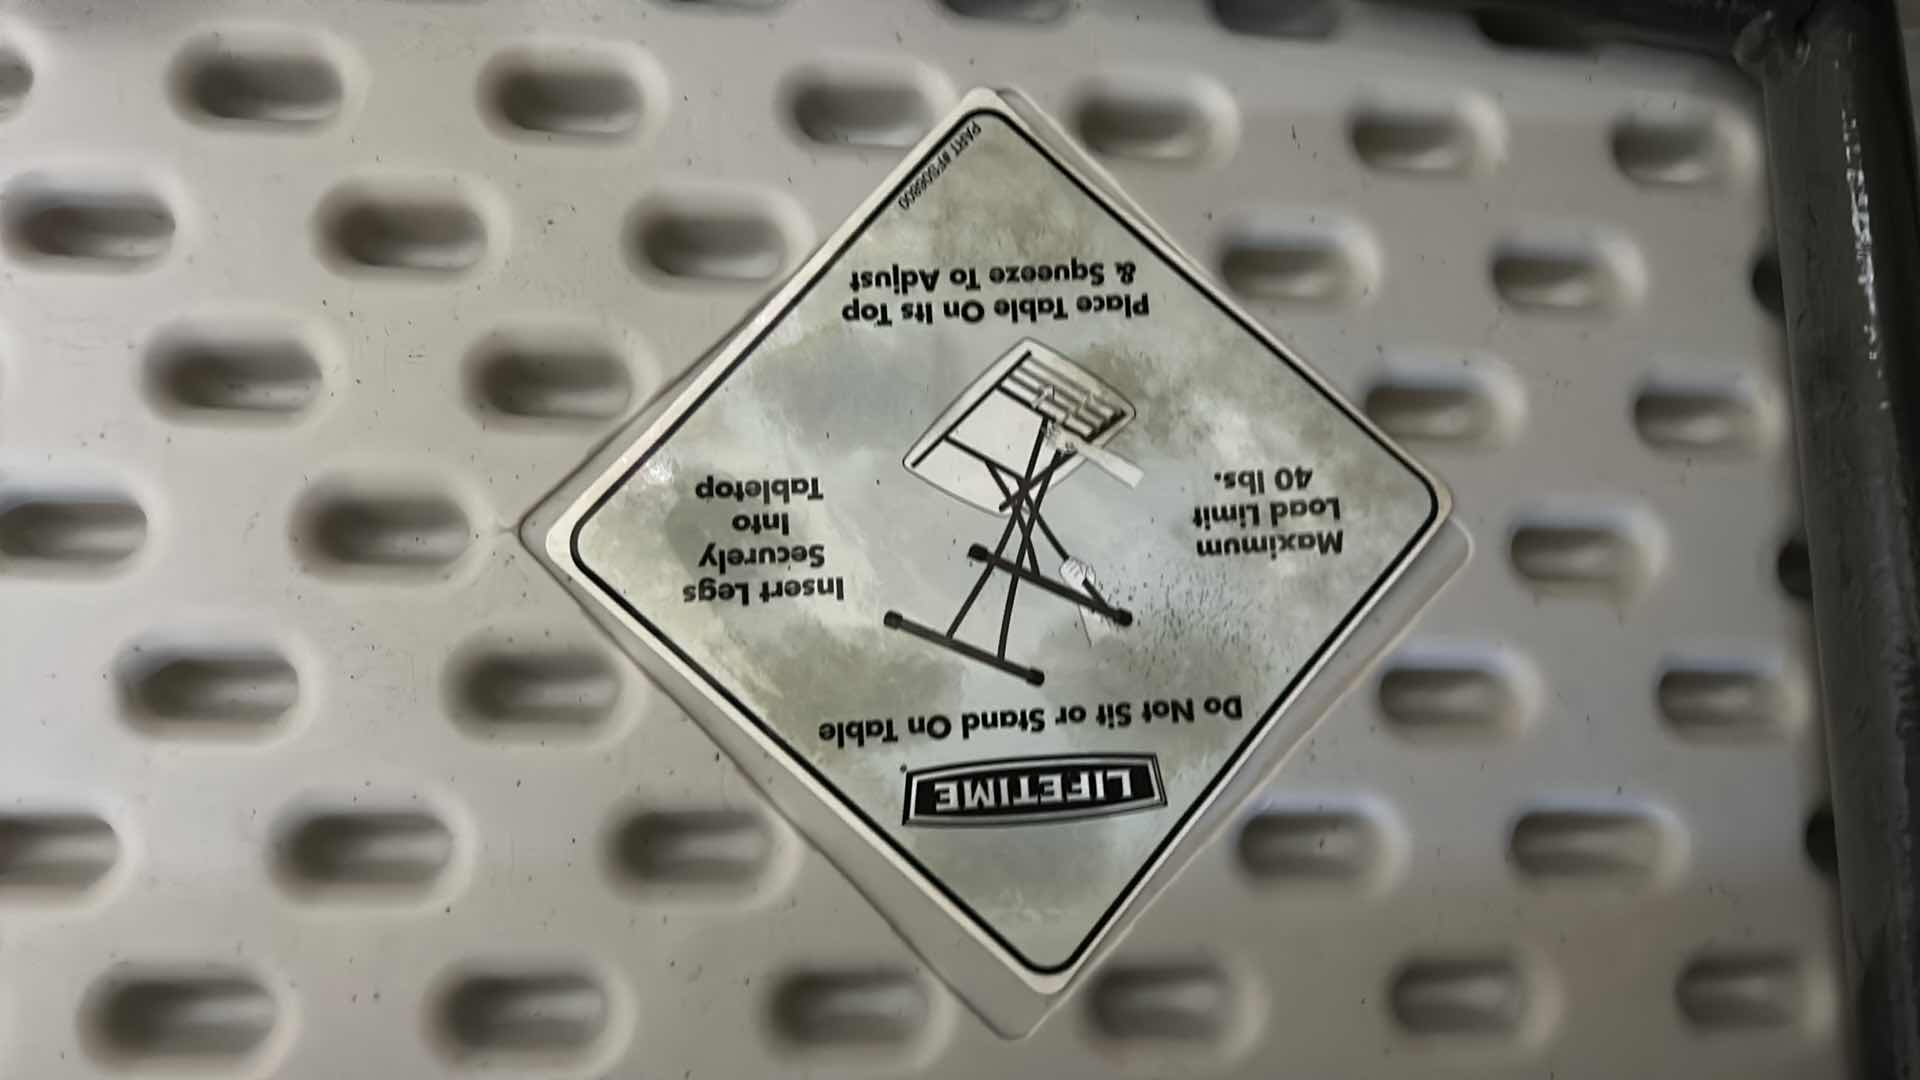 LIFETIME
Do Not Sit or Stand On Table
Maximum
Load Limit
40 lbs.
Insert Legs
Securely
Into
Tabletop
Place Table On Its Top
& Squeeze To Adjust
PART #FS06800